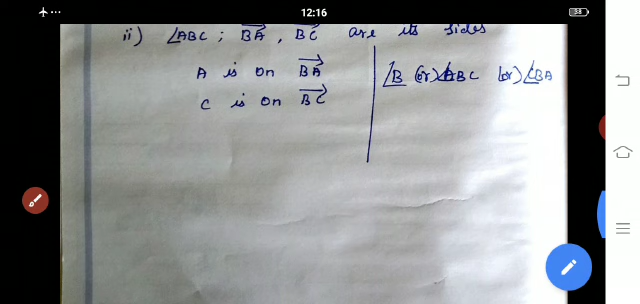 12:16
38
ii) ∠ABC ; →BA , →BC are its sides
A is on →BA
C is on →BC
∠B (or) ∠ABC (or) ∠CBA